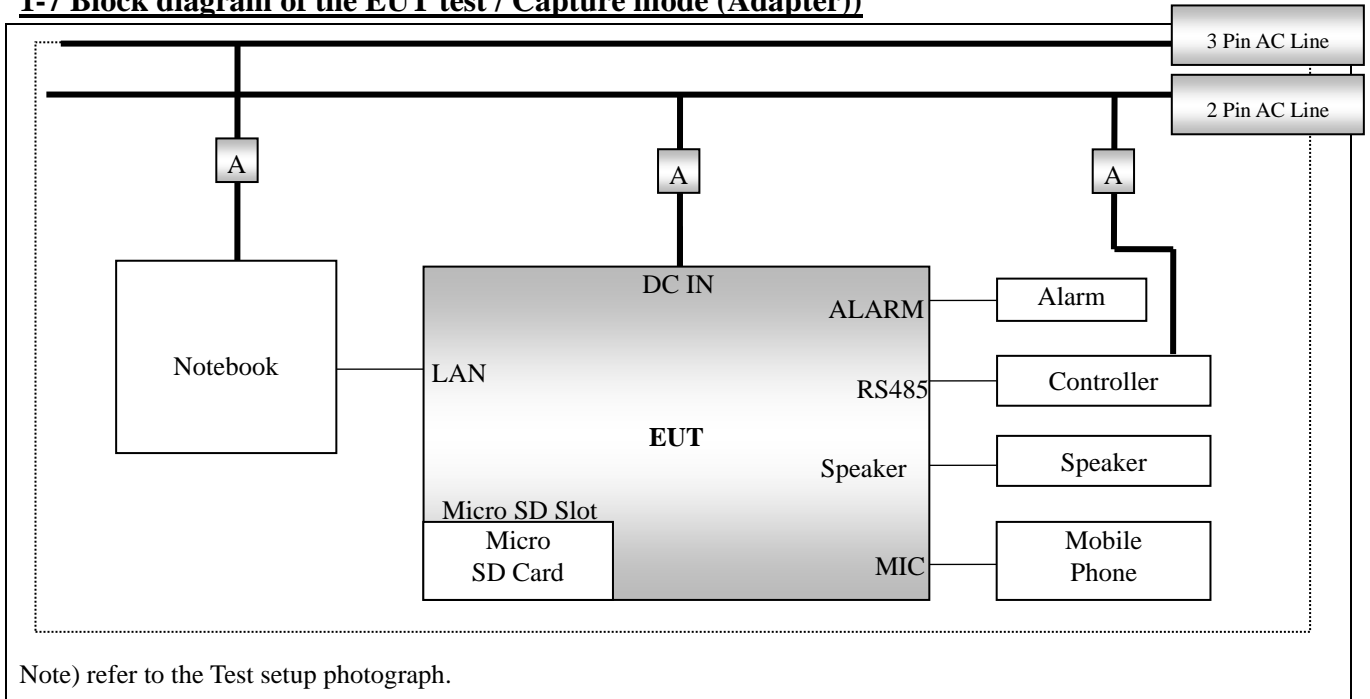 1-7 Block diagram of the EUT test / Capture mode (Adapter))
3 Pin AC Line
2 Pin AC Line
A
A
A
DC IN
ALARM
Alarm
Notebook
LAN
RS485
Controller
EUT
Speaker
Speaker
Micro SD Slot
Micro
SD Card
MIC
Mobile
Phone
Note) refer to the Test setup photograph.